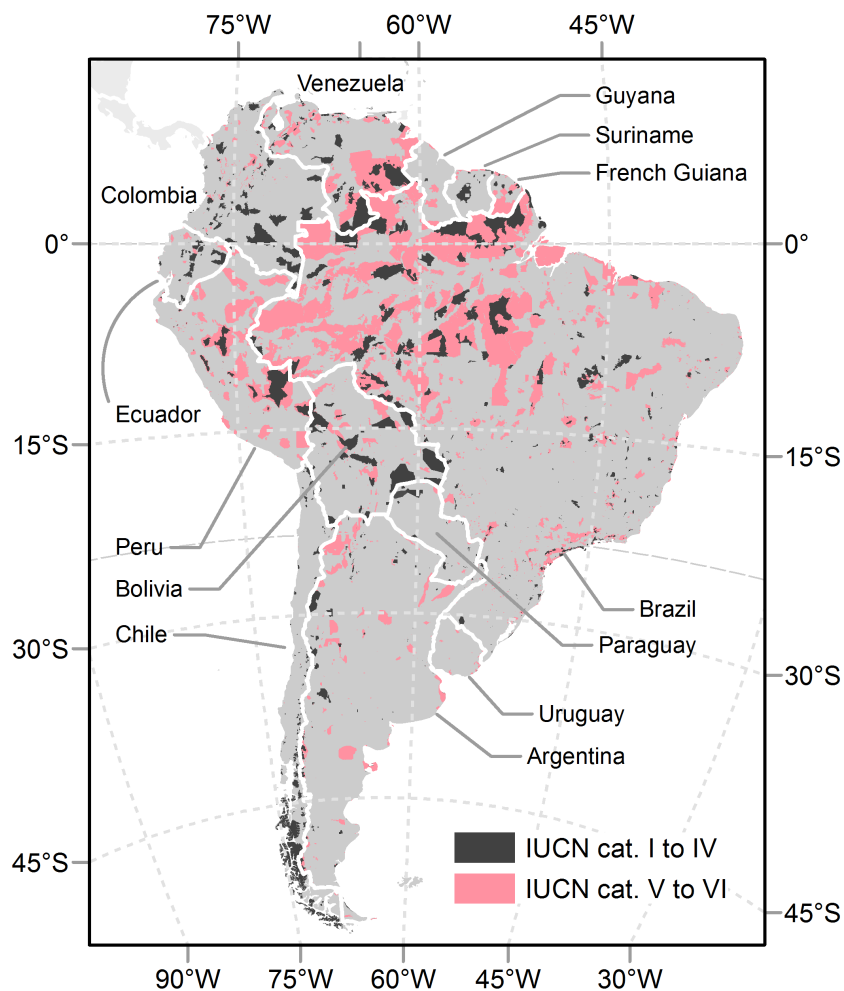 75°W 60°W 45°W
Venezuela
Guyana
Suriname
French Guiana
Colombia
0° 0°
Ecuador
15°S 15°S
Peru
Bolivia
Brazil
Chile
Paraguay
30°S 30°S
Uruguay
Argentina
IUCN cat. I to IV
45°S
IUCN cat. V to VI
45°S
90°W 75°W 60°W 45°W 30°W